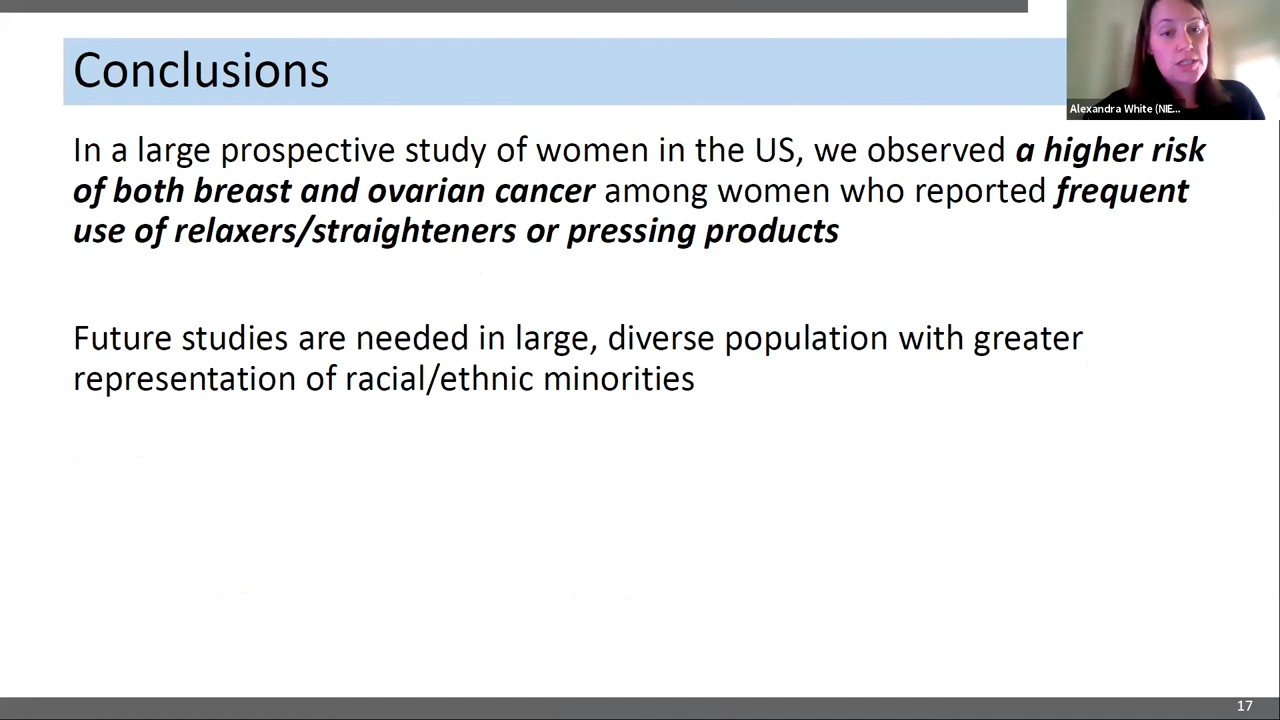 Conclusions
Alexandra White (NIE...
In a large prospective study of women in the US, we observed a higher risk
of both breast and ovarian cancer among women who reported frequent
use of relaxers/straighteners or pressing products
Future studies are needed in large, diverse population with greater
representation of racial/ethnic minorities
17